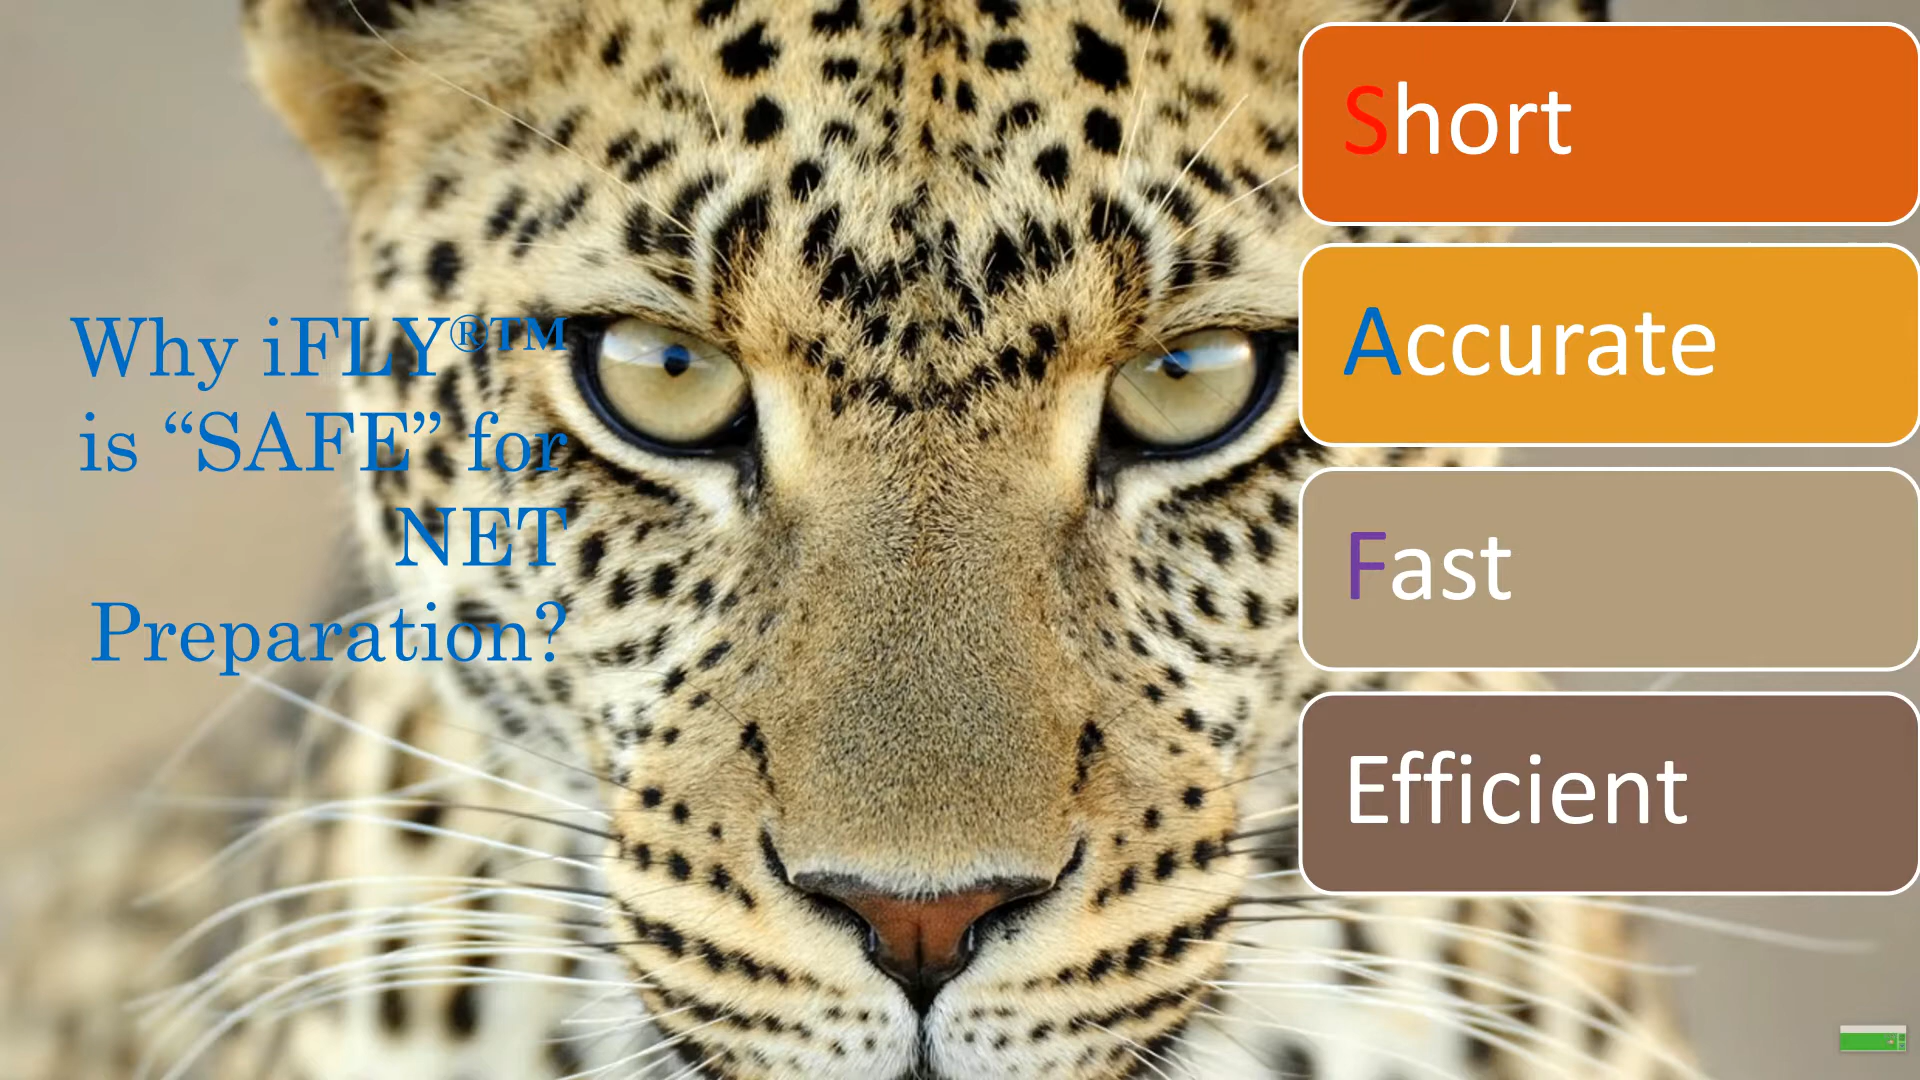 Why iFLY®™
is “SAFE” for
NET
Preparation?
Short
Accurate
Fast
Efficient